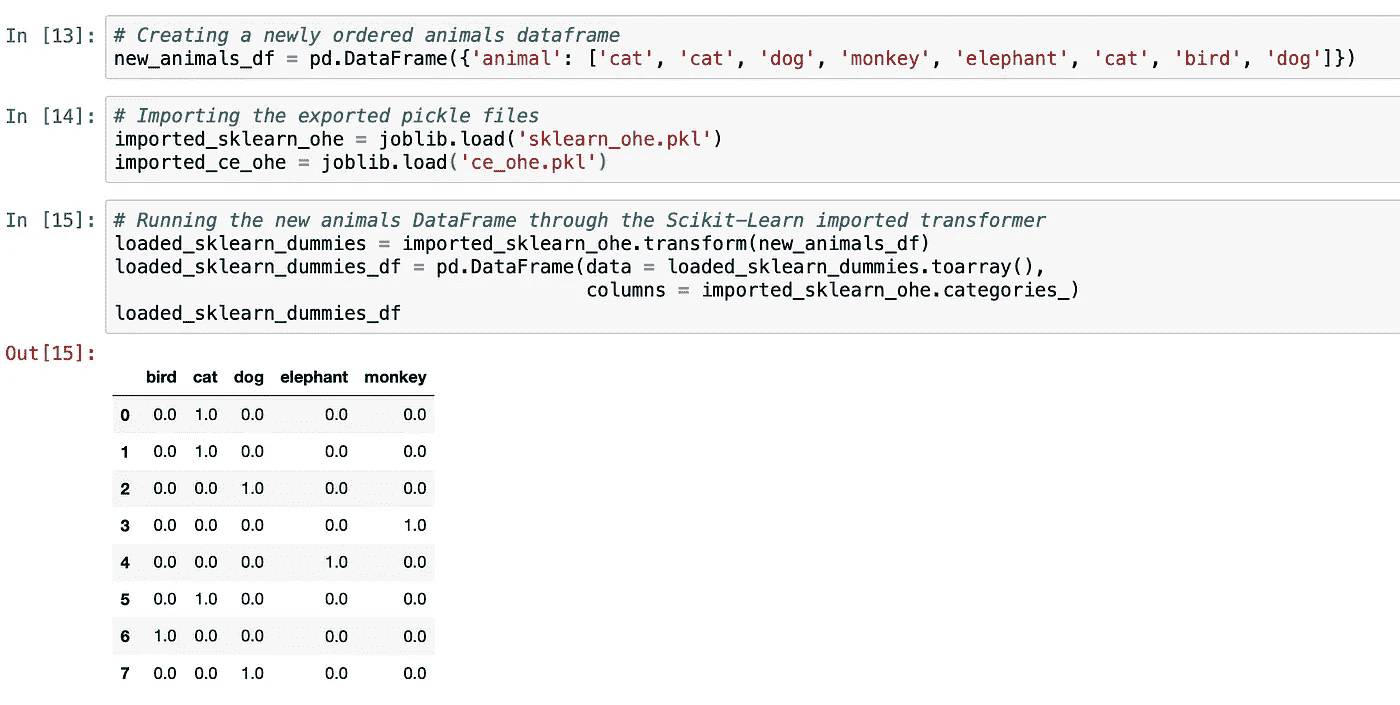 In [13]: # Creating a newly ordered animals dataframe
new_animals_df = pd.DataFrame({'animal': ['cat', 'cat', 'dog', 'monkey', 'elephant', 'cat', 'bird', 'dog']})
In [14]: # Importing the exported pickle files
imported_sklearn_ohe = joblib.load('sklearn_ohe.pkl')
imported_ce_ohe = joblib.load('ce_ohe.pkl')
In [15]: # Running the new animals DataFrame through the Scikit-Learn imported transformer
loaded_sklearn_dummies = imported_sklearn_ohe.transform(new_animals_df)
loaded_sklearn_dummies_df = pd.DataFrame(data = loaded_sklearn_dummies.toarray(),
columns = imported_sklearn_ohe.categories_)
loaded_sklearn_dummies_df
Out[15]:
bird cat dog elephant monkey
0 0.0 1.0 0.0 0.0 0.0
1 0.0 1.0 0.0 0.0 0.0
2 0.0 0.0 1.0 0.0 0.0
3 0.0 0.0 0.0 0.0 1.0
4 0.0 0.0 0.0 1.0 0.0
5 0.0 1.0 0.0 0.0 0.0
6 1.0 0.0 0.0 0.0 0.0
7 0.0 0.0 1.0 0.0 0.0